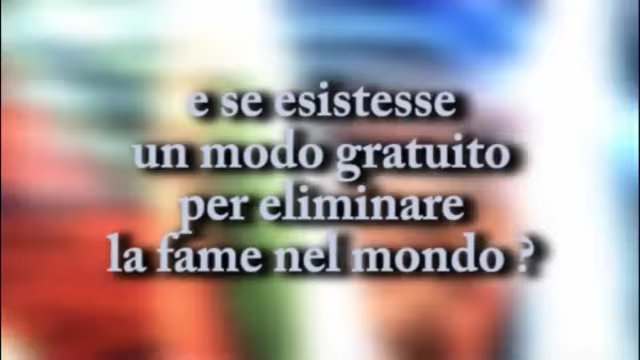 e se esistesse
un modo gratuito
per eliminare
la fame nel mondo ?